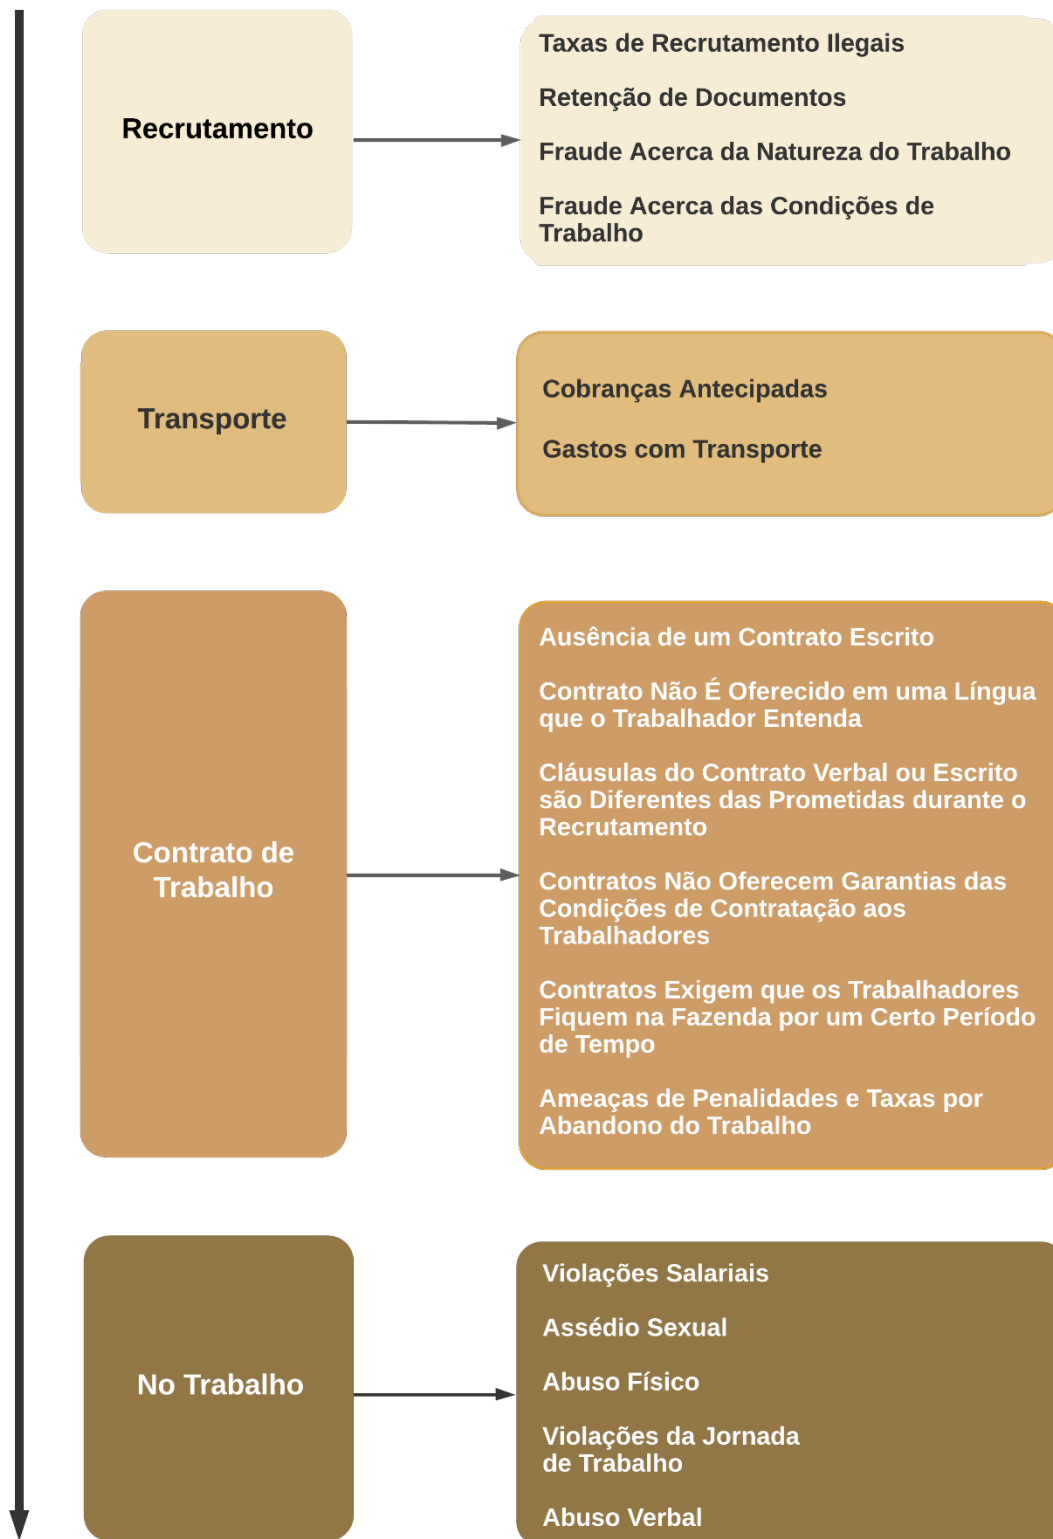 Recrutamento
Taxas de Recrutamento Ilegais
Retenção de Documentos
Fraude Acerca da Natureza do Trabalho
Fraude Acerca das Condições de
Trabalho
Transporte
Cobranças Antecipadas
Gastos com Transporte
Contrato de
Trabalho
Ausência de um Contrato Escrito
Contrato Não É Oferecido em uma Língua
que o Trabalhador Entenda
Cláusulas do Contrato Verbal ou Escrito
são Diferentes das Prometidas durante o
Recrutamento
Contratos Não Oferecem Garantias das
Condições de Contratação aos
Trabalhadores
Contratos Exigem que os Trabalhadores
Fiquem na Fazenda por um Certo Período
de Tempo
Ameaças de Penalidades e Taxas por
Abandono do Trabalho
No Trabalho
Violações Salariais
Assédio Sexual
Abuso Físico
Violações da Jornada
de Trabalho
Abuso Verbal